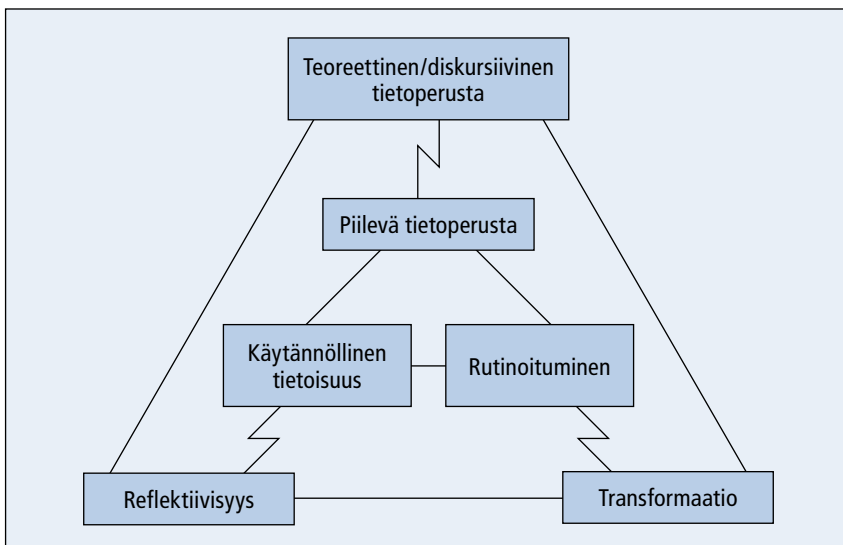 Teoreettinen/diskursiivinen
tietoperusta
Piilevä tietoperusta
Käytännöllinen
tietoisuus
Rutinoituminen
Reflektiivisyys
Transformaatio